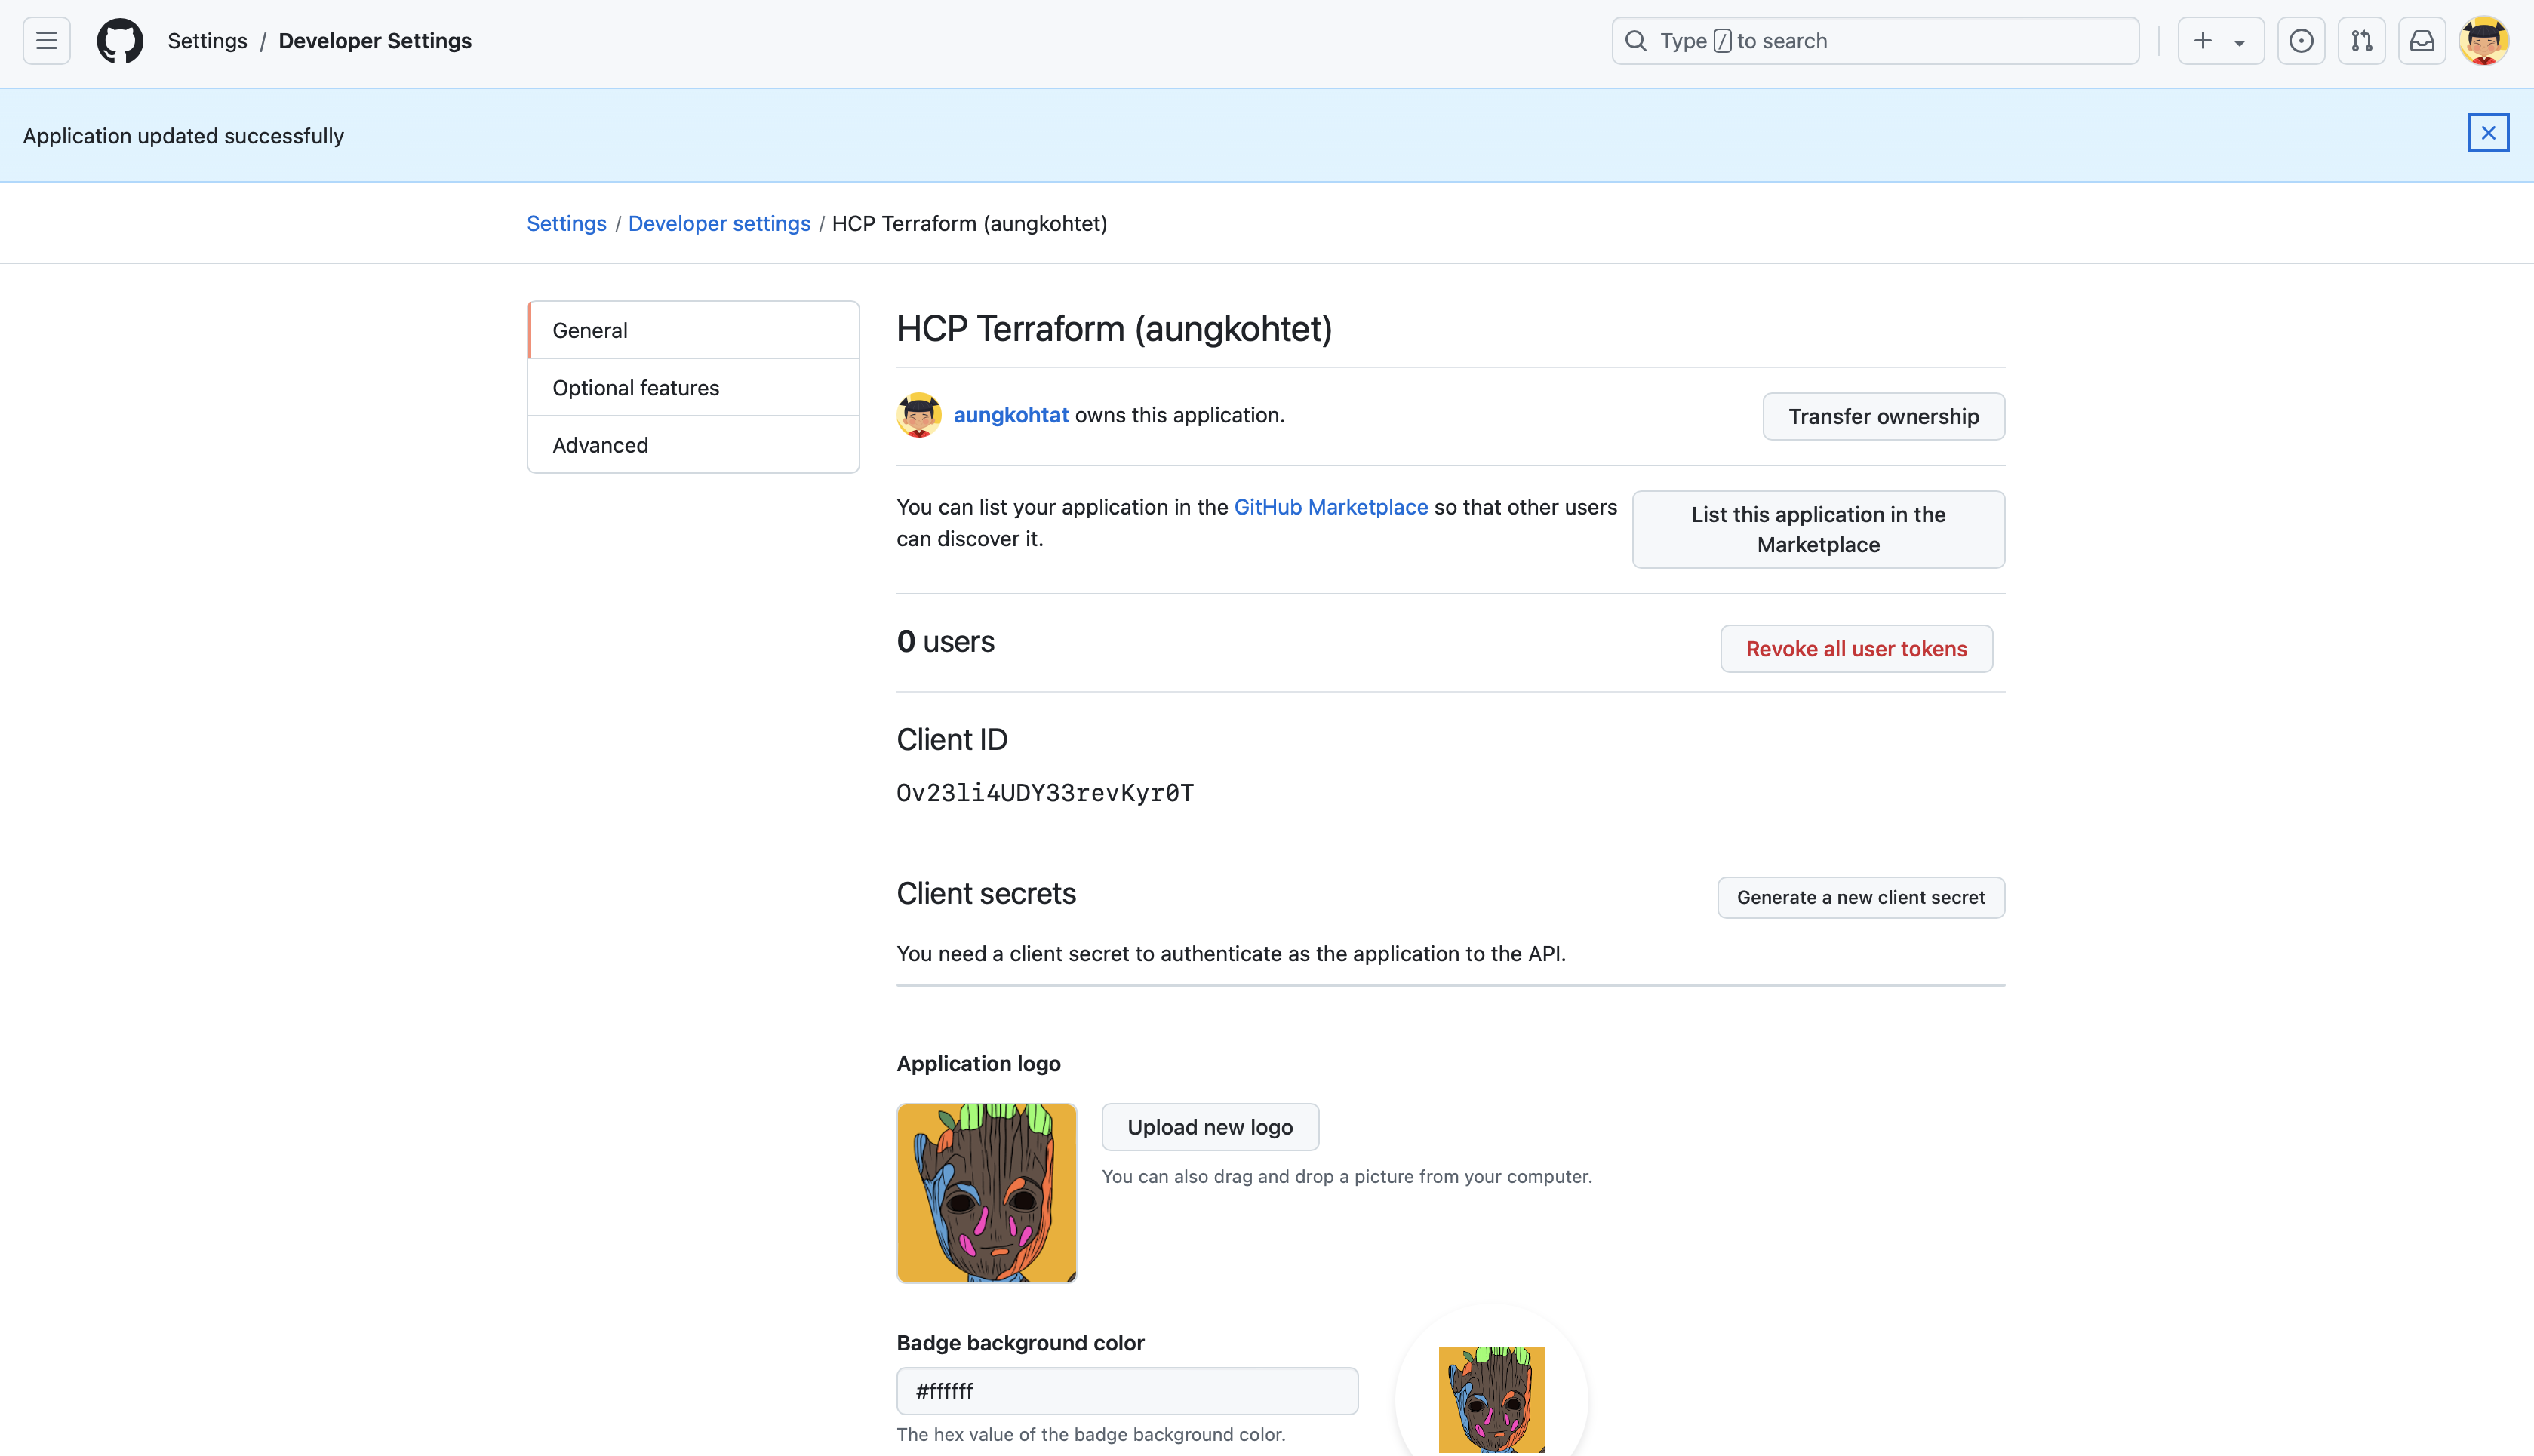 Settings / Developer Settings
Type / to search
Application updated successfully
Settings / Developer settings / HCP Terraform (aungkohtet)
General
Optional features
Advanced
HCP Terraform (aungkohtet)
aungkohtat owns this application.
Transfer ownership
You can list your application in the GitHub Marketplace so that other users
can discover it.
List this application in the
Marketplace
0 users
Revoke all user tokens
Client ID
Ov23li4UDY33revKyr0T
Client secrets
Generate a new client secret
You need a client secret to authenticate as the application to the API.
Application logo
Upload new logo
You can also drag and drop a picture from your computer.
Badge background color
#ffffff
The hex value of the badge background color.